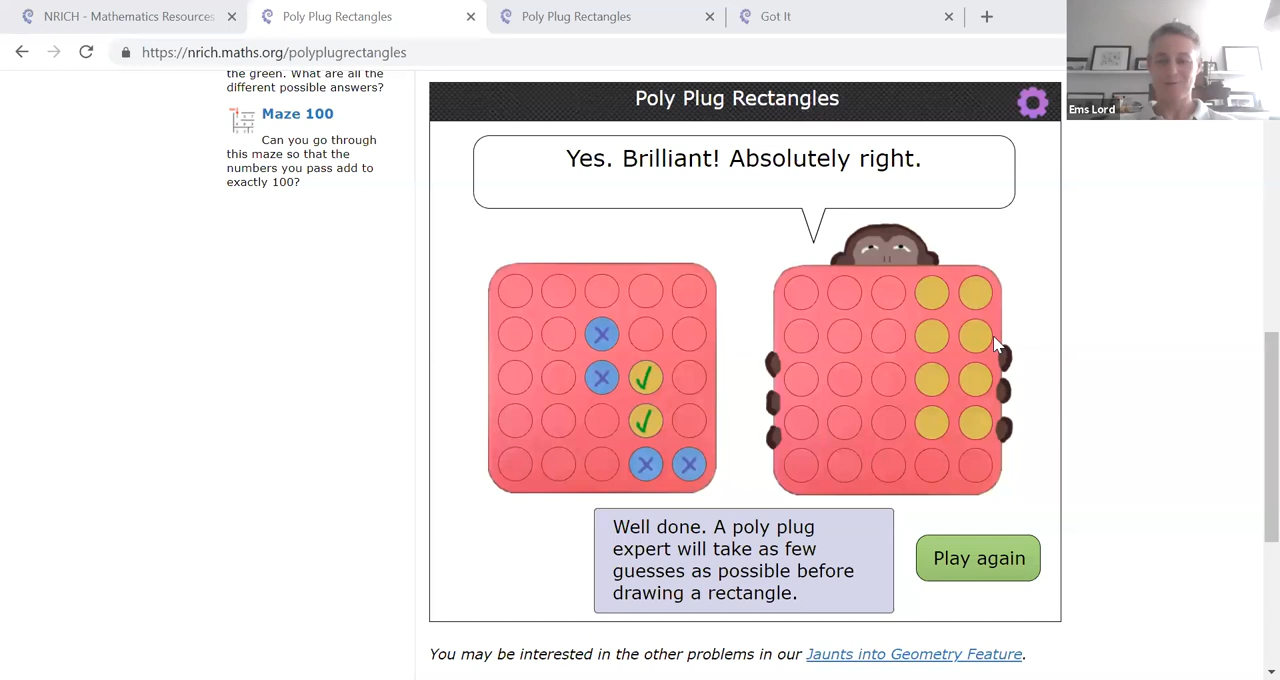 NRICH - Mathematics Resources
Poly Plug Rectangles
Poly Plug Rectangles
Got It
https://nrich.maths.org/polyplugrectangles
Ems Lord
the green. What are all the
different possible answers?
Maze 100
Can you go through
this maze so that the
numbers you pass add to
exactly 100?
Poly Plug Rectangles
Yes. Brilliant! Absolutely right.
Well done. A poly plug
expert will take as few
guesses as possible before
drawing a rectangle.
Play again
You may be interested in the other problems in our Jaunts into Geometry Feature.